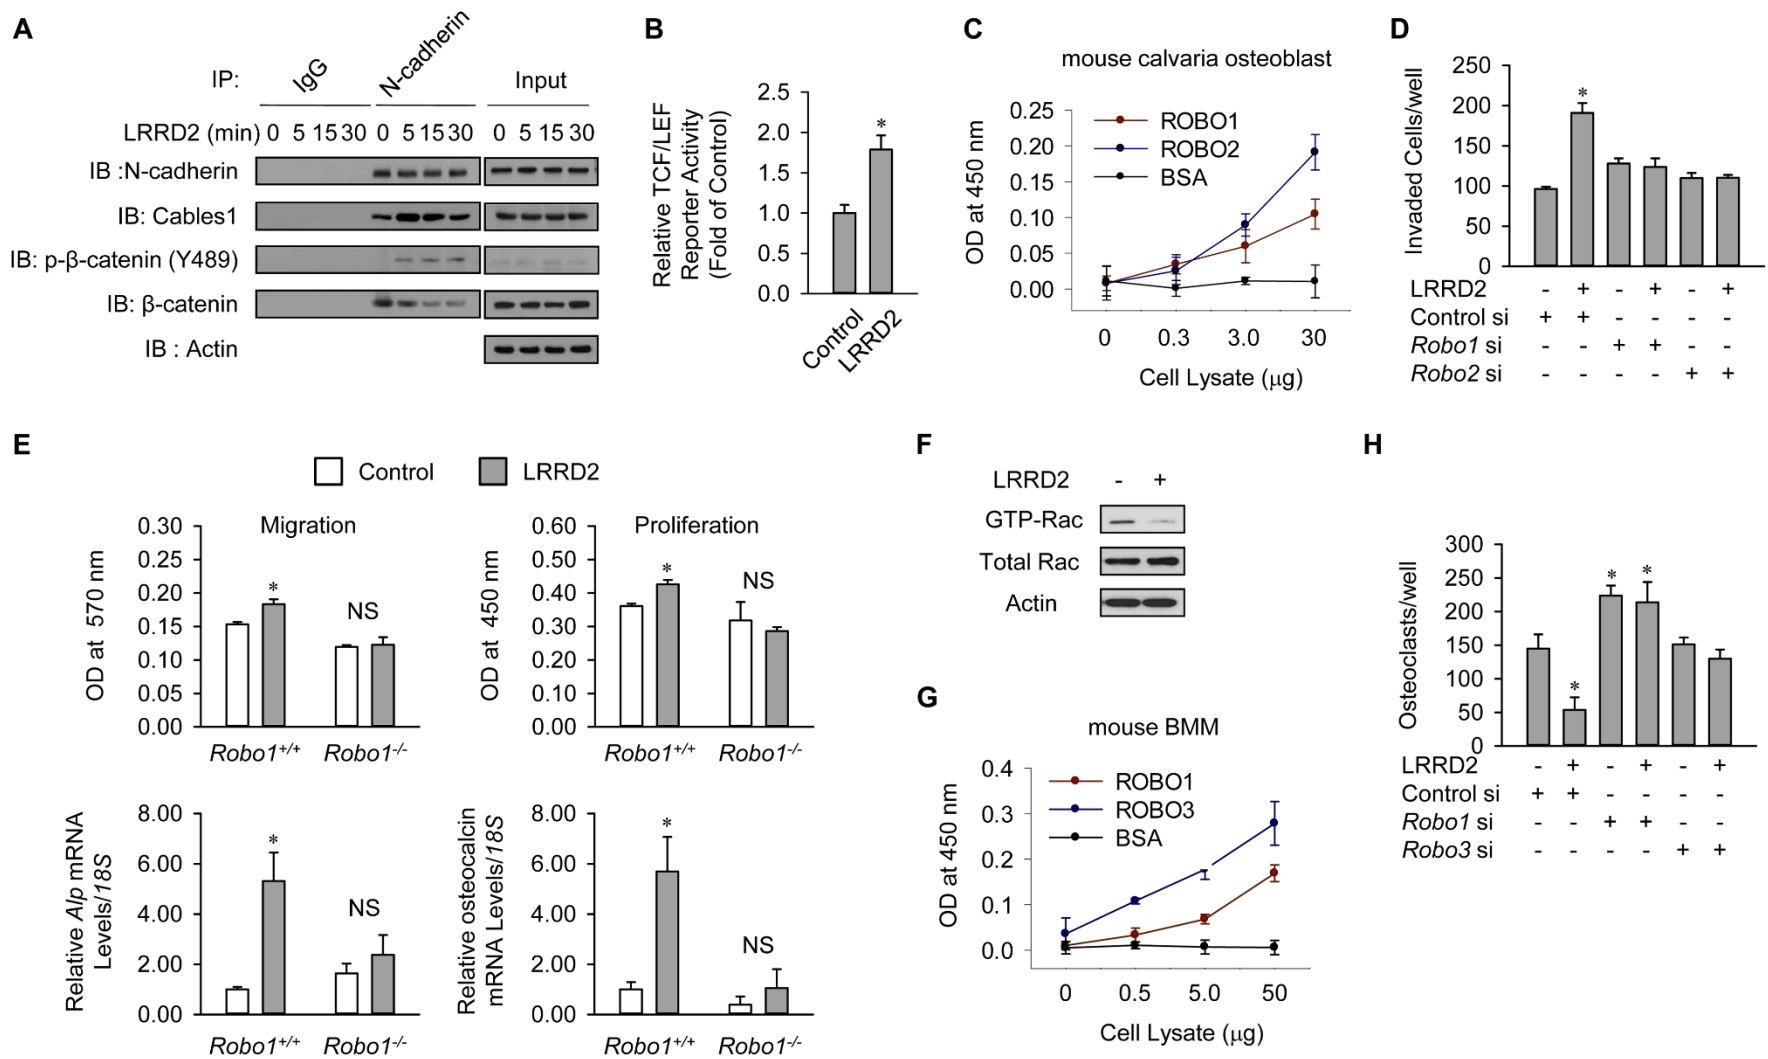 A
IP:
IgG
N-cadherin
Input
LRRD2 (min) 0 5 15 30 0 5 15 30 0 5 15 30
IB :N-cadherin
IB: Cables1
IB: p-β-catenin (Y489)
IB: β-catenin
IB : Actin
B
Relative TCF/LEF
Reporter Activity
(Fold of Control)
2.5
2.0
1.5
1.0
0.5
0.0
*
Control
LRRD2
C
mouse calvaria osteoblast
OD at 450 nm
0.25
0.20
0.15
0.10
0.05
0.00
ROBO1
ROBO2
BSA
0 0.3 3.0 30
Cell Lysate (μg)
D
Invaded Cells/well
250
200
150
100
50
0
*
LRRD2 - + - + - +
Control si + + - - - -
Robo1 si - - + + - -
Robo2 si - - - - + +
E
Control
LRRD2
Migration
OD at 570 nm
0.30
0.25
0.20
0.15
0.10
0.05
0.00
*
NS
Robo1+/+ Robo1-/-
Proliferation
OD at 450 nm
0.60
0.50
0.40
0.30
0.20
0.10
0.00
*
NS
Robo1+/+ Robo1-/-
Relative Alp mRNA
Levels/18S
8.00
6.00
4.00
2.00
0.00
*
NS
Robo1+/+ Robo1-/-
Relative osteocalcin
mRNA Levels/18S
8.00
6.00
4.00
2.00
0.00
*
NS
Robo1+/+ Robo1-/-
F
LRRD2 - +
GTP-Rac
Total Rac
Actin
G
mouse BMM
OD at 450 nm
0.4
0.3
0.2
0.1
0.0
ROBO1
ROBO3
BSA
0 0.5 5.0 50
Cell Lysate (μg)
H
Osteoclasts/well
300
250
200
150
100
50
0
* * *
LRRD2 - + - + - +
Control si + + - - - -
Robo1 si - - + + - -
Robo3 si - - - - + +